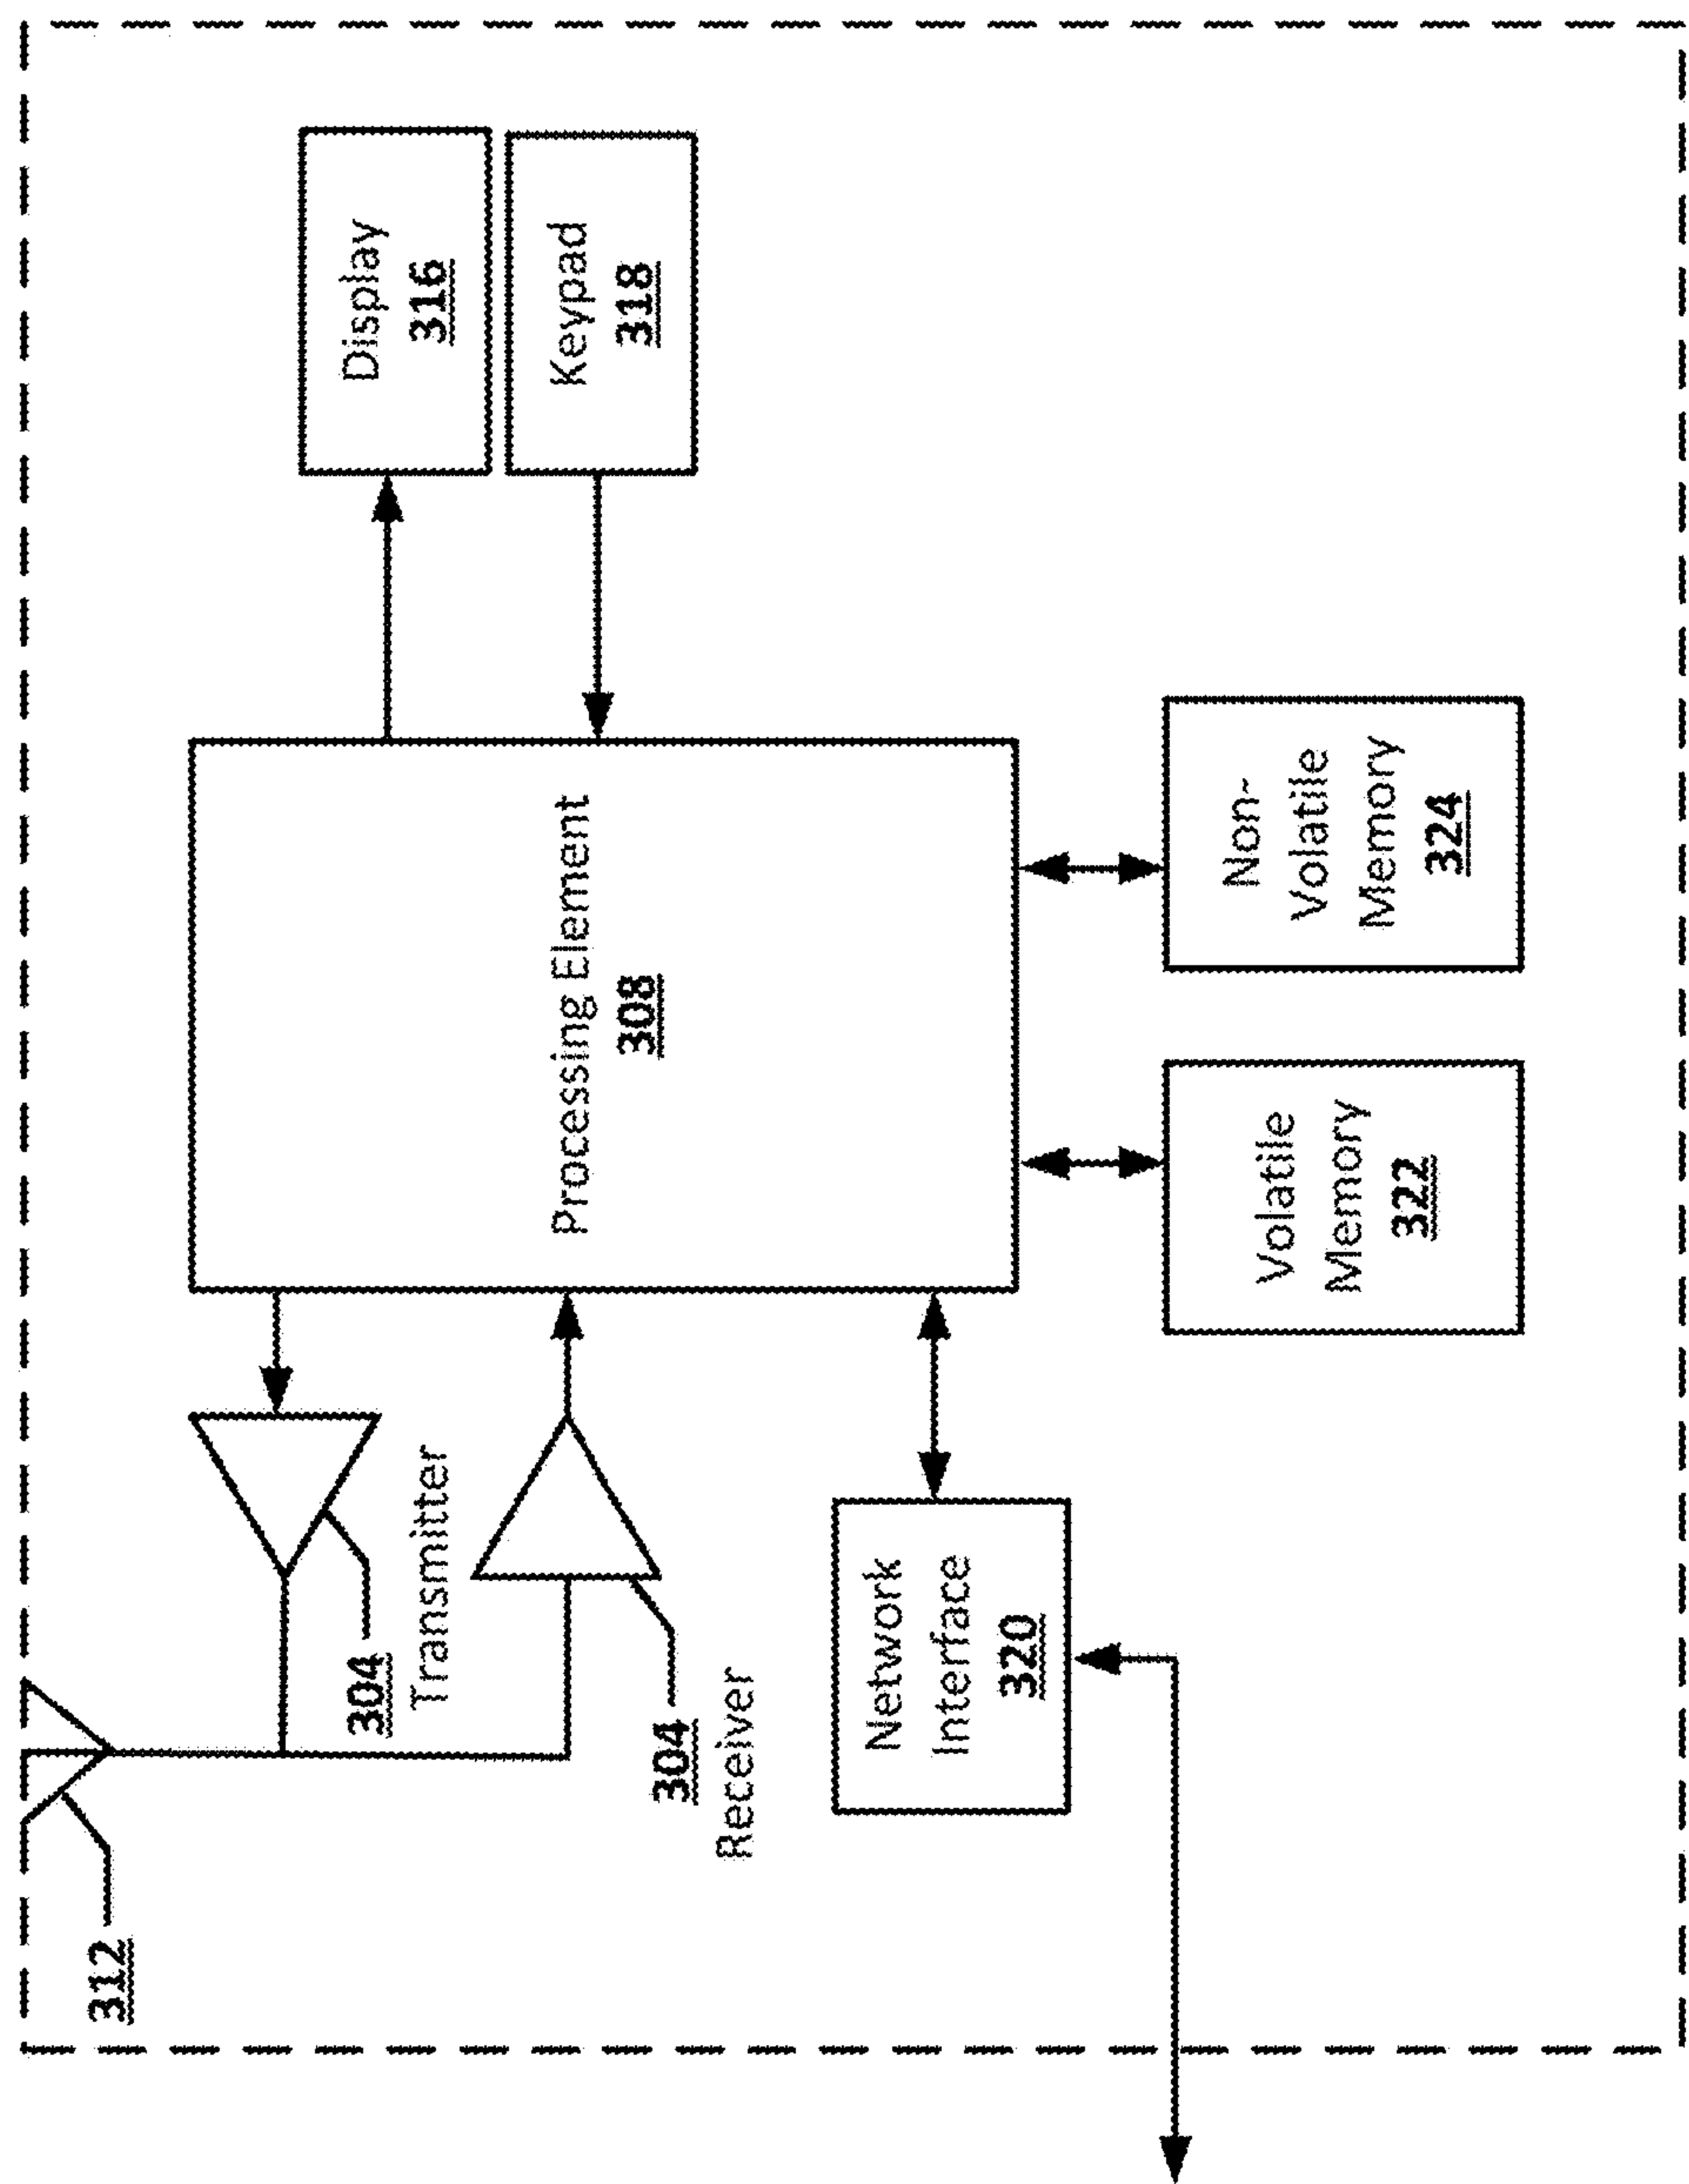 312
304
Transmitter
304
Receiver
Processing Element
308
Display
316
Keypad
318
Network
Interface
320
Volatile
Memory
322
Non-
Volatile
Memory
324